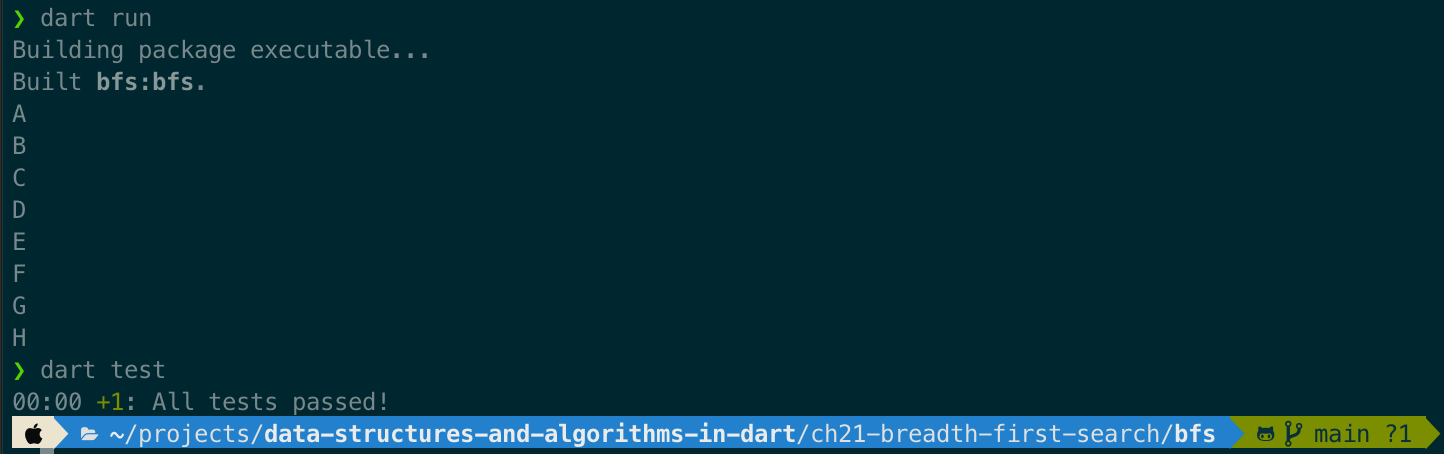 ❯ dart run
Building package executable...
Built bfs:bfs.
A
B
C
D
E
F
G
H
❯ dart test
00:00 +1: All tests passed!
~/projects/data-structures-and-algorithms-in-dart/ch21-breadth-first-search/bfs main ?1